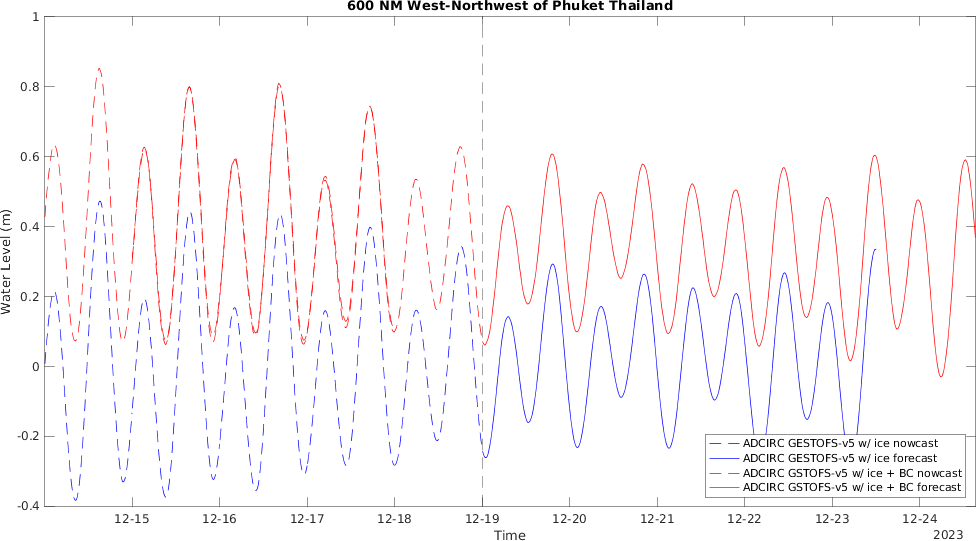 600 NM West-Northwest of Phuket Thailand
1
0.8
0.6
0.4
0.2
0
-0.2
-0.4
Water Level (m)
12-15 12-16 12-17 12-18 12-19 12-20 12-21 12-22 12-23 12-24
Time
2023
ADCIRC GESTOFS-v5 w/ ice nowcast
ADCIRC GESTOFS-v5 w/ ice forecast
ADCIRC GSTOFS-v5 w/ ice + BC nowcast
ADCIRC GSTOFS-v5 w/ ice + BC forecast